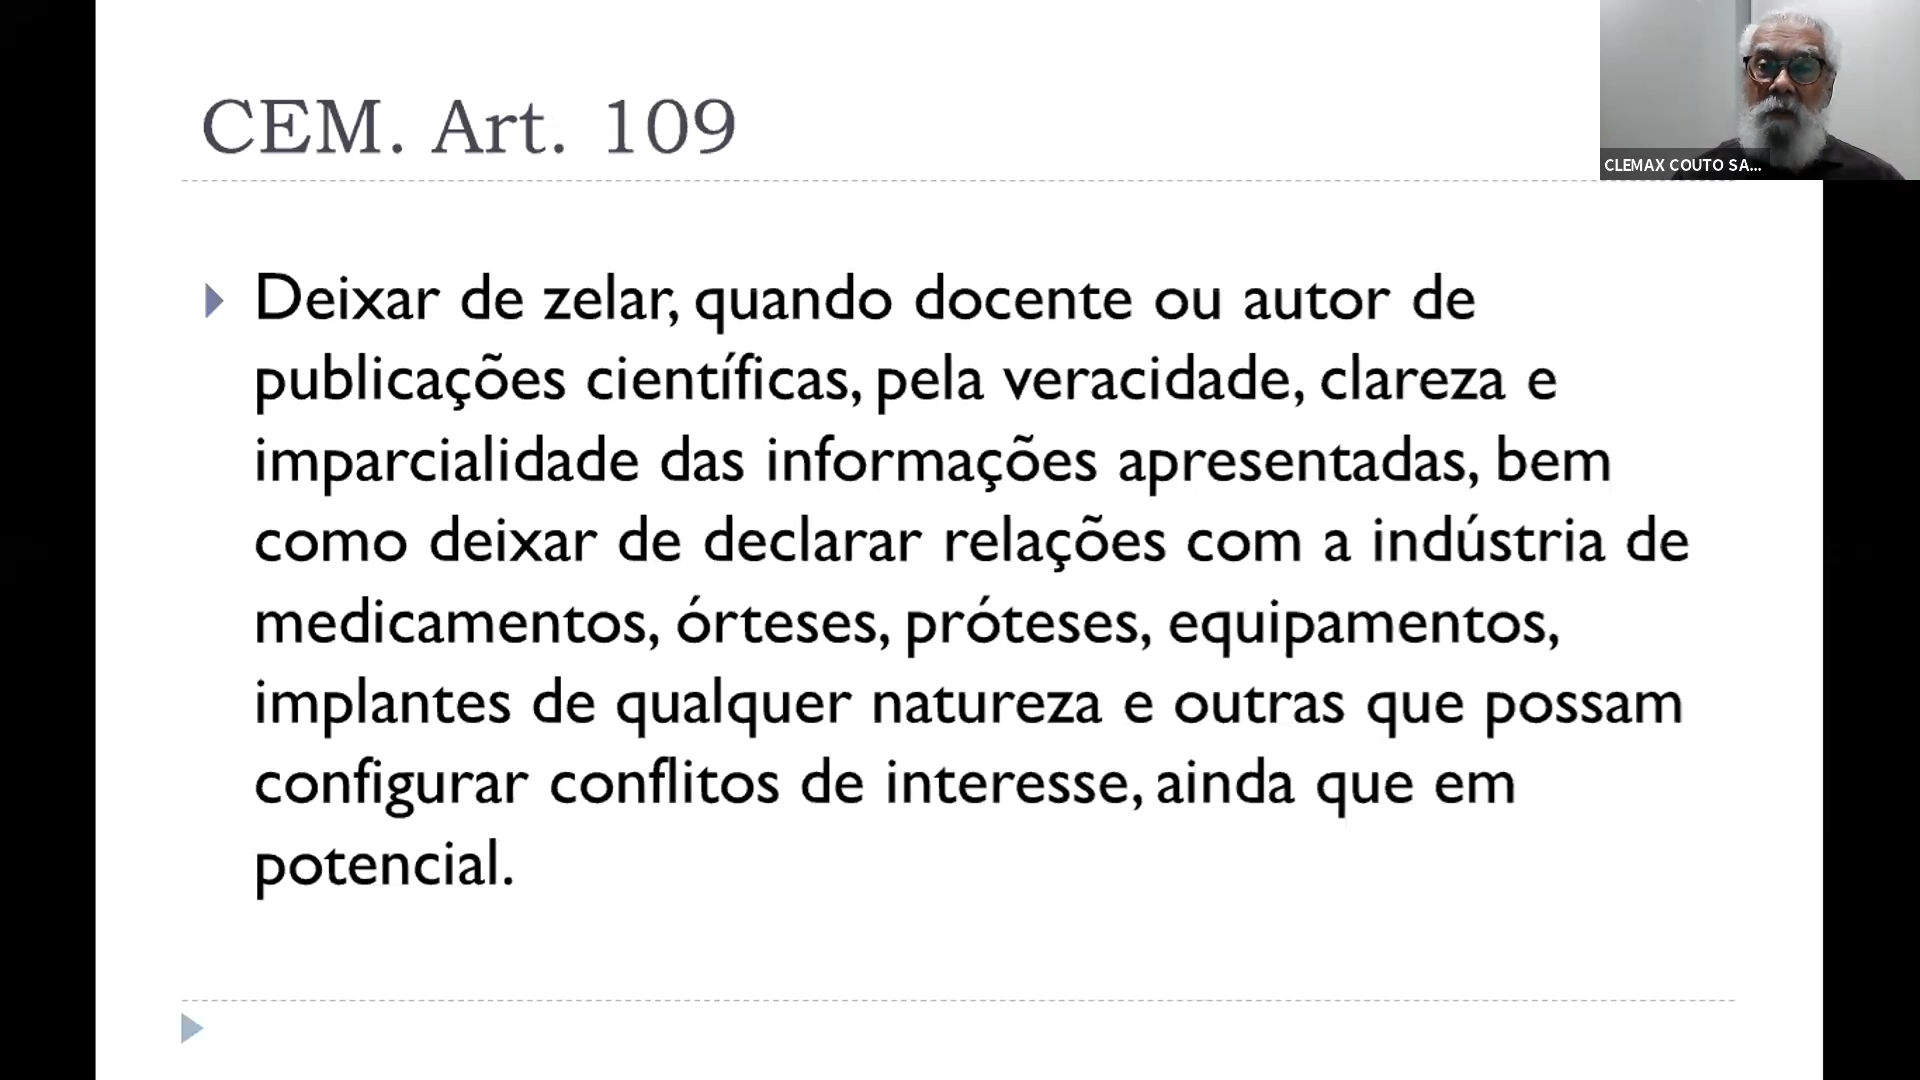 CEM. Art. 109
CLEMAX COUTO SA...
Deixar de zelar, quando docente ou autor de
publicações científicas, pela veracidade, clareza e
imparcialidade das informações apresentadas, bem
como deixar de declarar relações com a indústria de
medicamentos, órteses, próteses, equipamentos,
implantes de qualquer natureza e outras que possam
configurar conflitos de interesse, ainda que em
potencial.